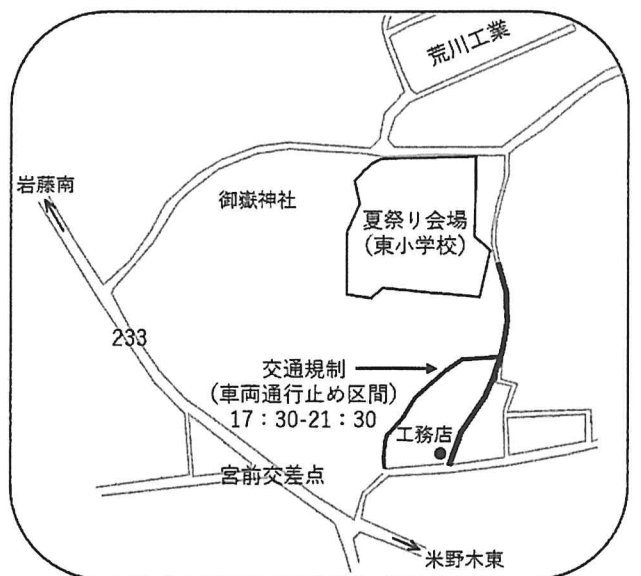 荒川工業
岩藤南
御嶽神社
夏祭り会場
(東小学校)
233
交通規制
(車両通行止め区間)
17：30-21：30
工務店
宮前交差点
米野木東